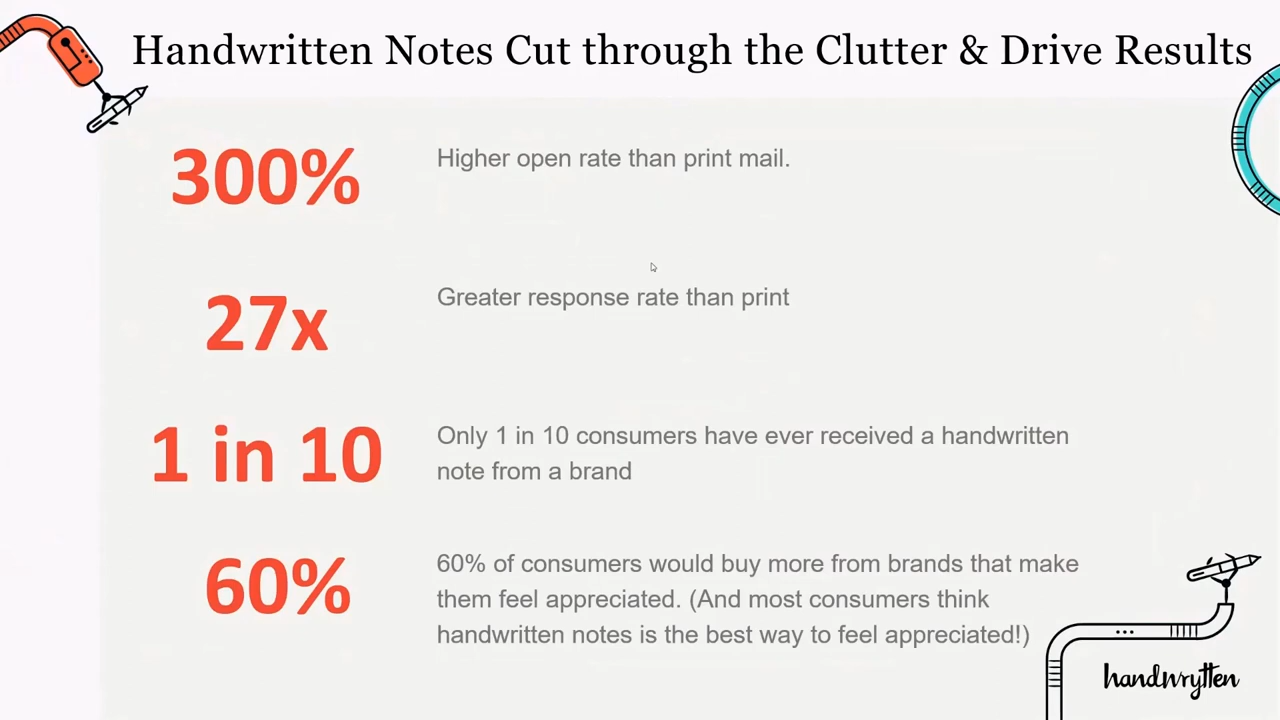 Handwritten Notes Cut through the Clutter & Drive Results
300%
Higher open rate than print mail.
27x
Greater response rate than print
1 in 10
Only 1 in 10 consumers have ever received a handwritten
note from a brand
60%
60% of consumers would buy more from brands that make
them feel appreciated. (And most consumers think
handwritten notes is the best way to feel appreciated!)
handwrytten